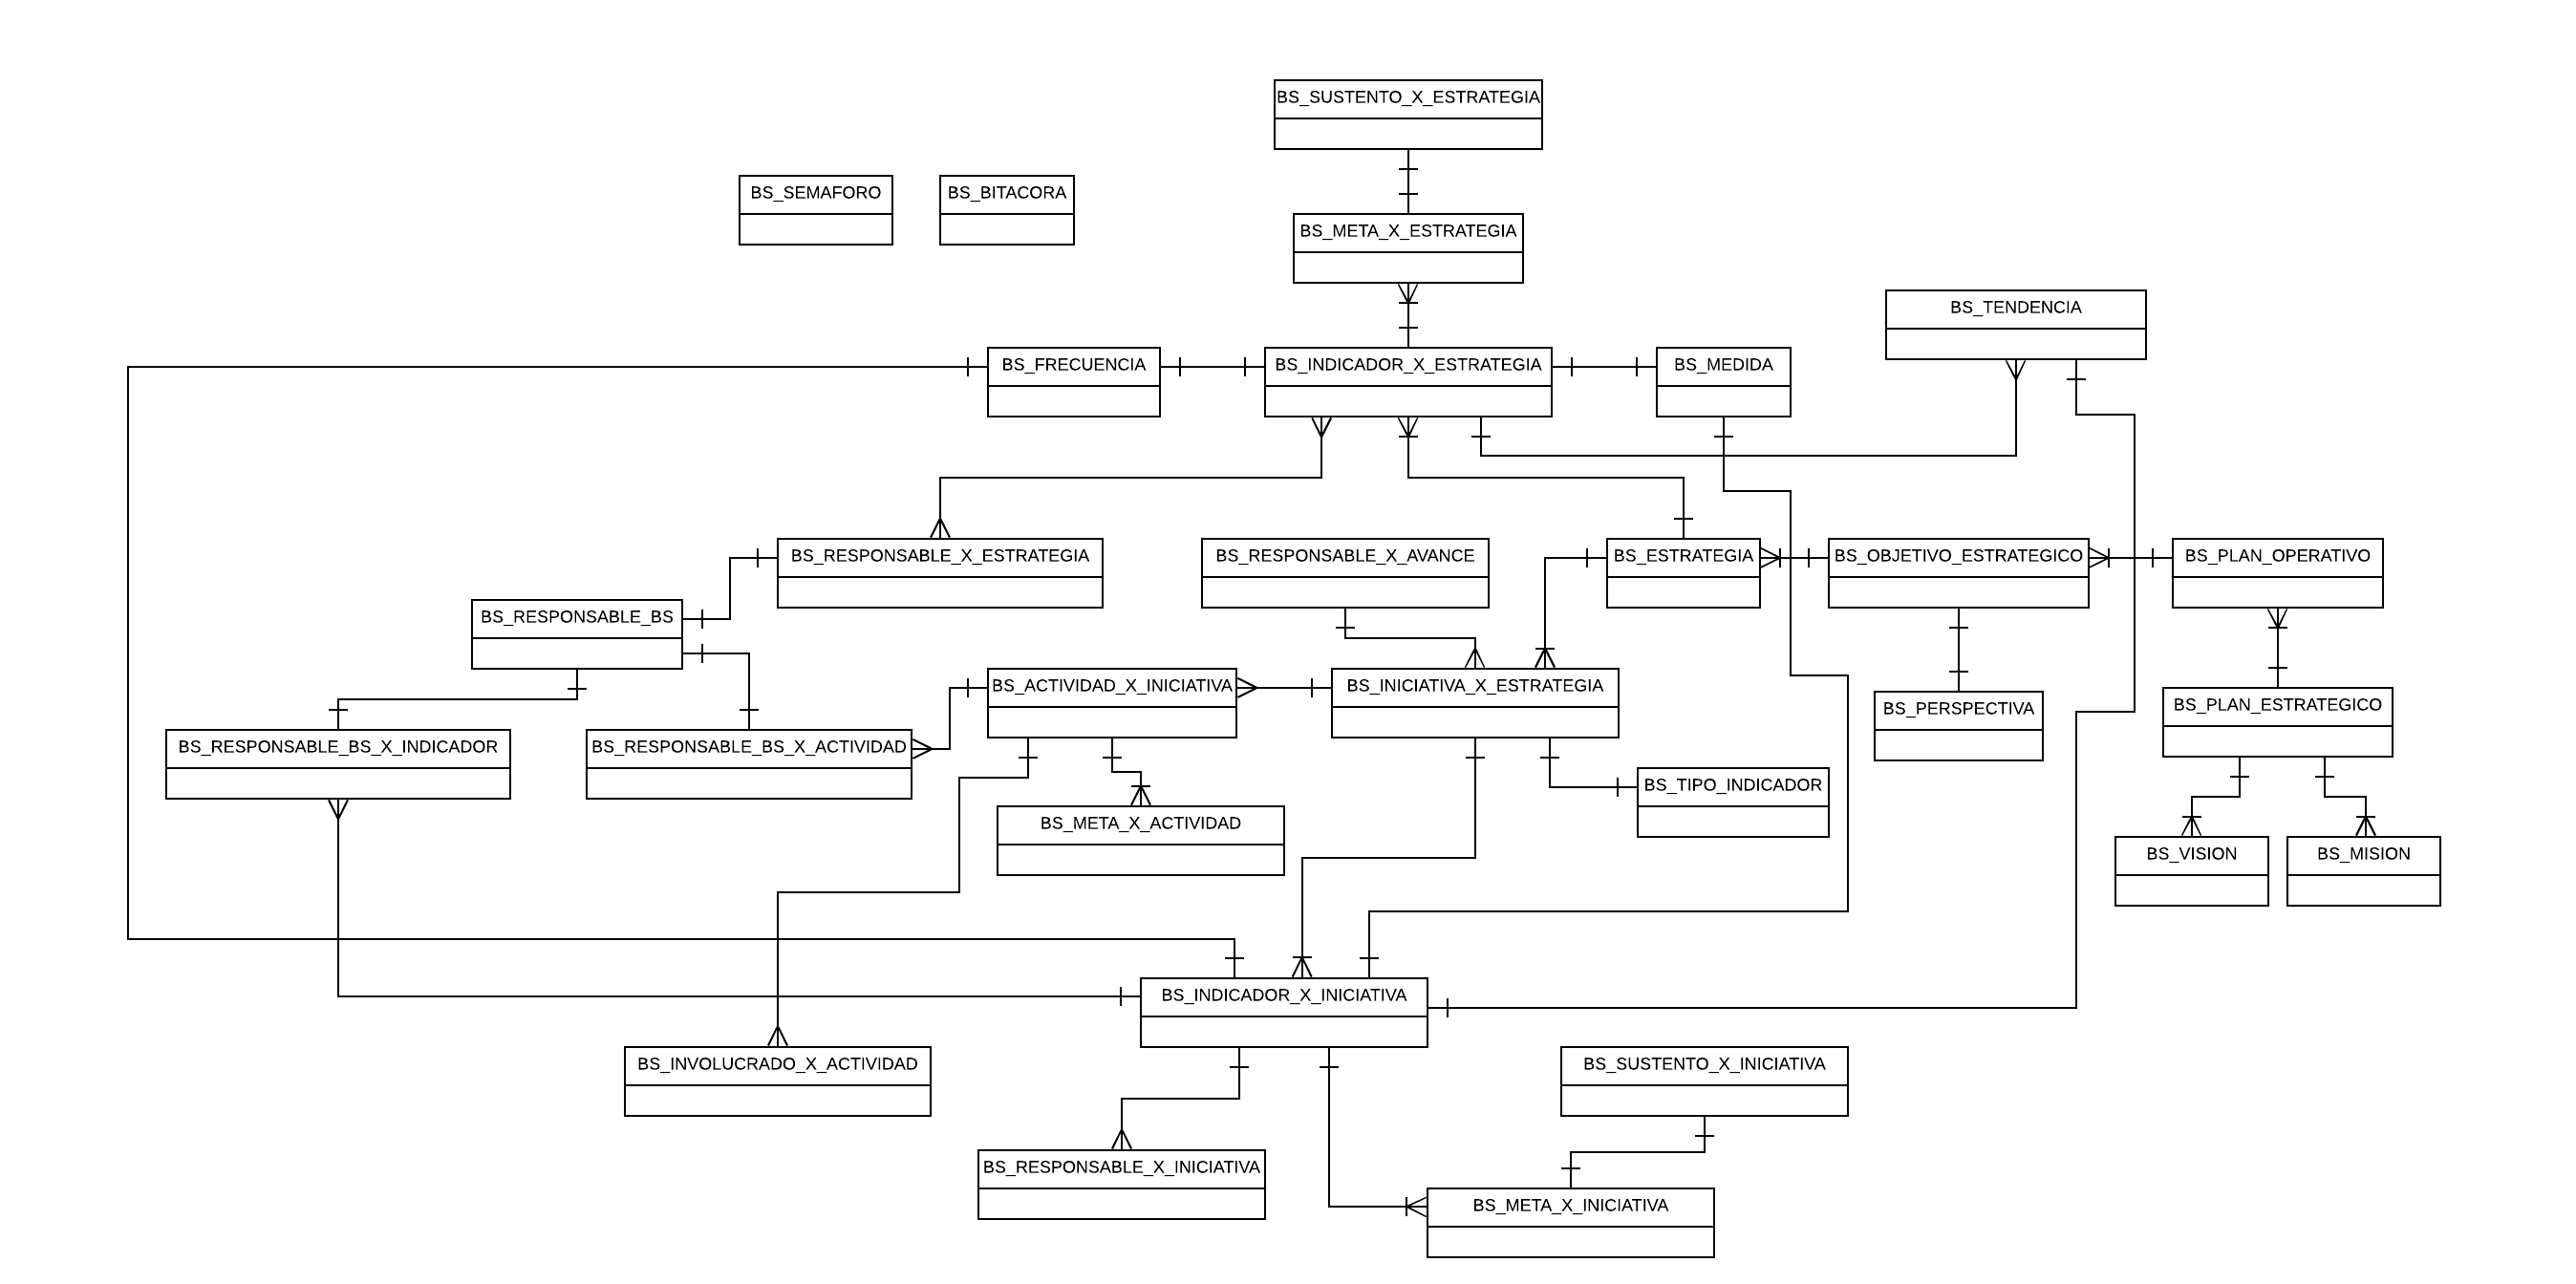 BS_SUSTENTO_X_ESTRATEGIA
BS_SEMAFORO
BS_BITACORA
BS_META_X_ESTRATEGIA
BS_TENDENCIA
BS_FRECUENCIA
BS_INDICADOR_X_ESTRATEGIA
BS_MEDIDA
BS_RESPONSABLE_X_ESTRATEGIA
BS_RESPONSABLE_X_AVANCE
BS_ESTRATEGIA
BS_OBJETIVO_ESTRATEGICO
BS_PLAN_OPERATIVO
BS_RESPONSABLE_BS
BS_ACTIVIDAD_X_INICIATIVA
BS_INICIATIVA_X_ESTRATEGIA
BS_PERSPECTIVA
BS_PLAN_ESTRATEGICO
BS_RESPONSABLE_BS_X_INDICADOR
BS_RESPONSABLE_BS_X_ACTIVIDAD
BS_TIPO_INDICADOR
BS_META_X_ACTIVIDAD
BS_VISION
BS_MISION
BS_INDICADOR_X_INICIATIVA
BS_INVOLUCRADO_X_ACTIVIDAD
BS_SUSTENTO_X_INICIATIVA
BS_RESPONSABLE_X_INICIATIVA
BS_META_X_INICIATIVA